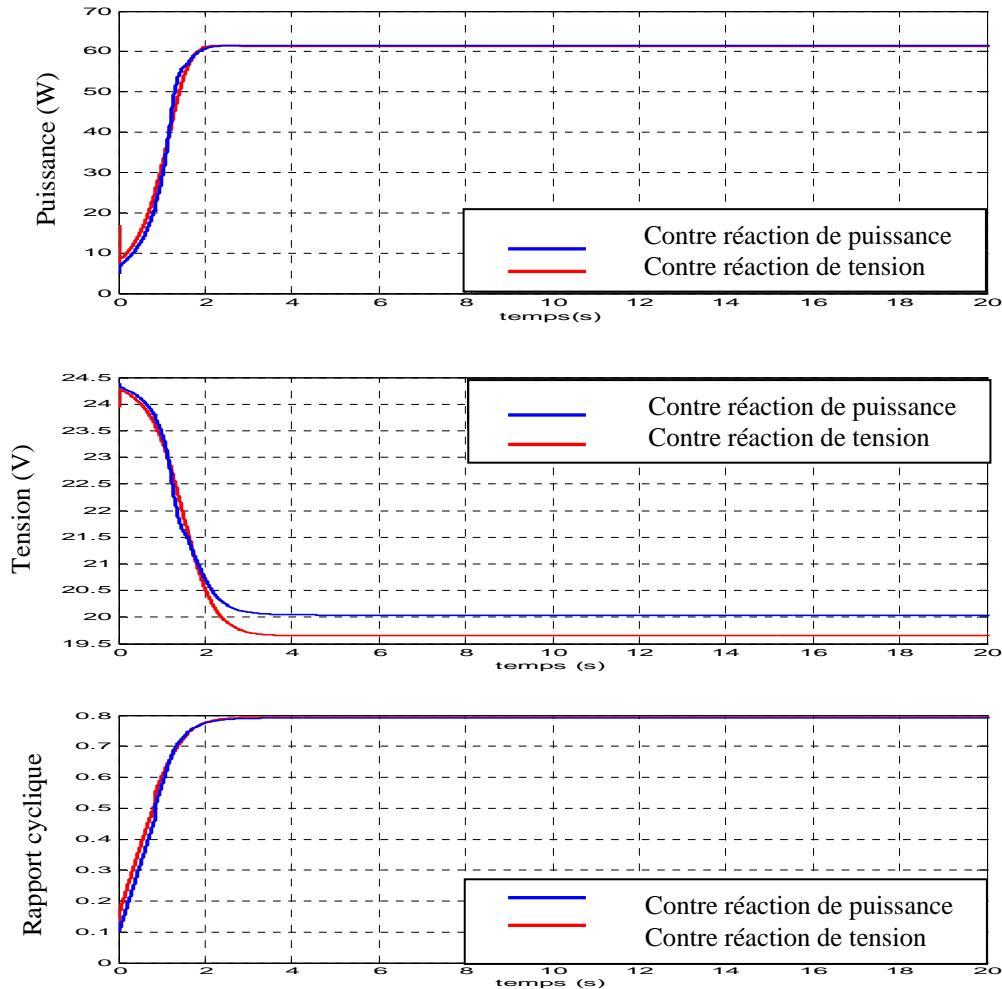 Puissance (W)
70
60
50
40
30
20
10
0
Contre réaction de puissance
Contre réaction de tension
0 2 4 6 8 10 12 14 16 18 20
temps(s)
Tension (V)
24.5
24
23.5
23
22.5
22
21.5
21
20.5
20
19.5
Contre réaction de puissance
Contre réaction de tension
0 2 4 6 8 10 12 14 16 18 20
temps (s)
Rapport cyclique
0.8
0.7
0.6
0.5
0.4
0.3
0.2
0.1
0
Contre réaction de puissance
Contre réaction de tension
0 2 4 6 8 10 12 14 16 18 20
temps (s)